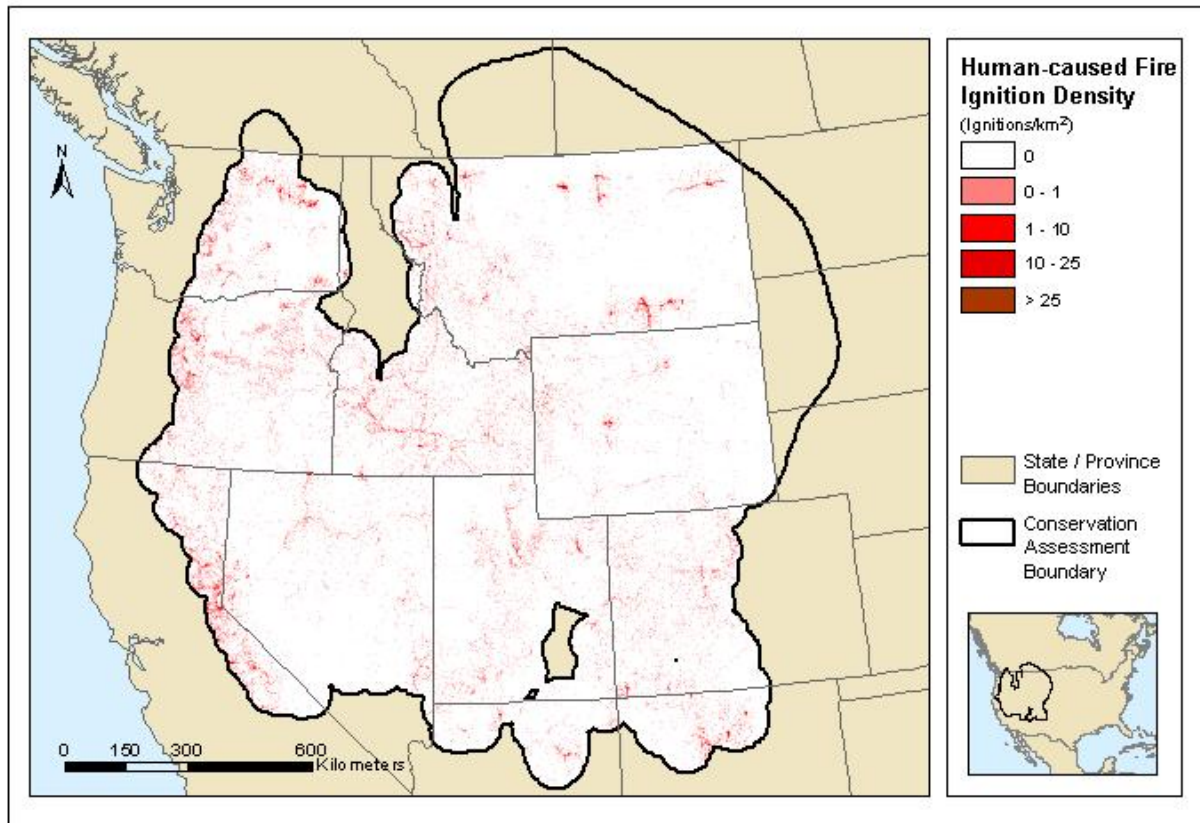 Human-caused Fire
Ignition Density
(Ignitions/km²)
0
0 - 1
1 - 10
10 - 25
> 25
State / Province
Boundaries
Conservation
Assessment
Boundary
N
0 150 300 600
Kilometers